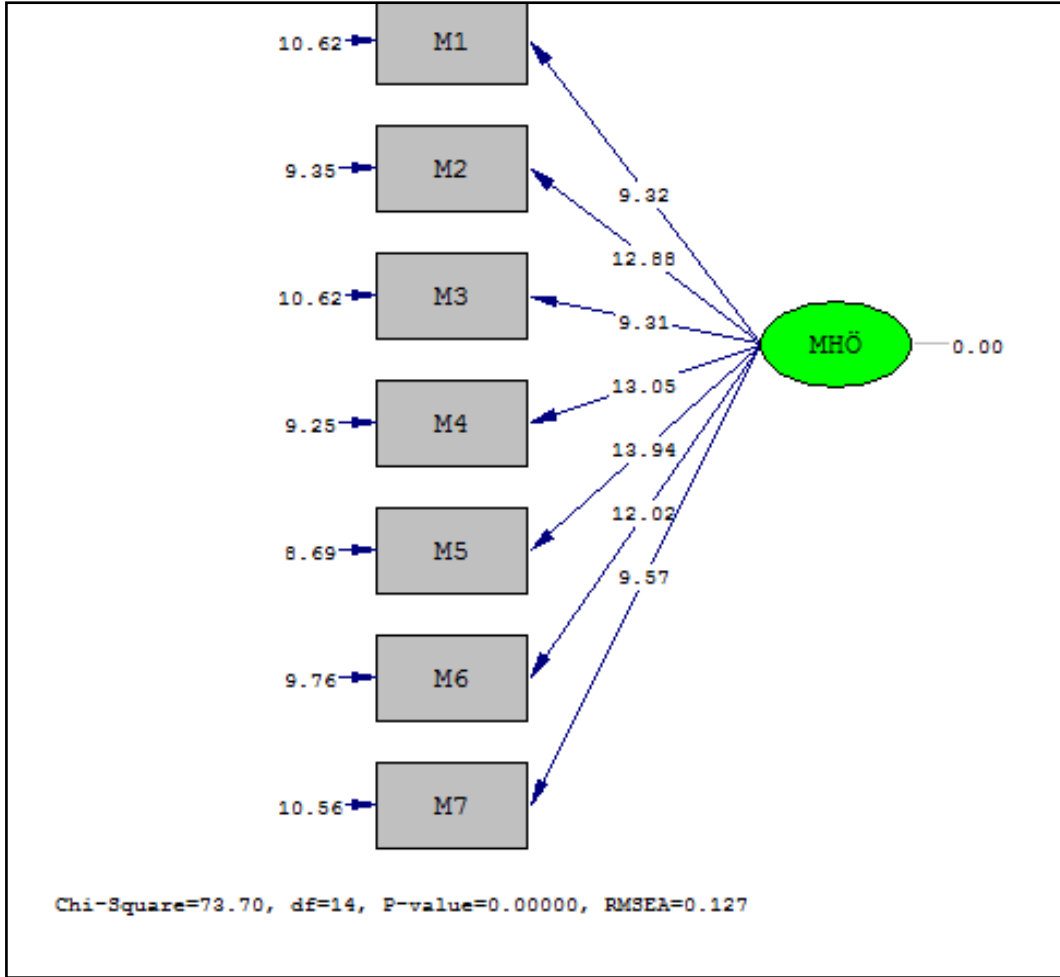 10.62 M1
9.32
9.35 M2
12.88
10.62 M3
9.31
MHÖ 0.00
13.05
9.25 M4
13.94
12.02
8.69 M5
9.57
9.76 M6
10.56 M7
Chi-Square=73.70, df=14, P-value=0.00000, RMSEA=0.127